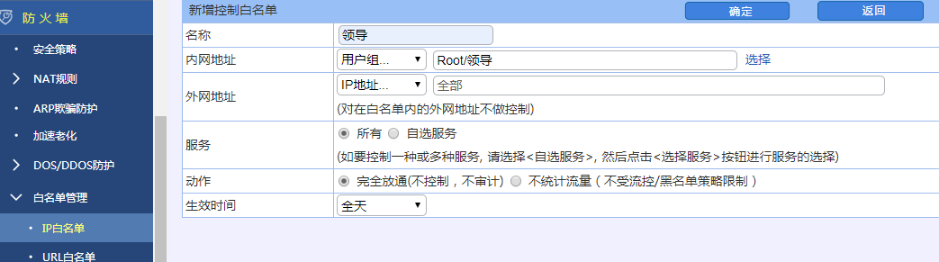 防火墙
安全策略
NAT规则
ARP欺骗防护
加速老化
DOS/DDOS防护
白名单管理
IP白名单
URL白名单
新增控制白名单 确定 返回
名称 领导
内网地址 用户组... Root/领导 选择
外网地址 IP地址... 全部
(对在白名单内的外网地址不做控制)
服务 所有 自选服务
(如要控制一种或多种服务, 请选择<自选服务>, 然后点击<选择服务>按钮进行服务的选择)
动作 完全放通(不控制，不审计) 不统计流量（不受流控/黑名单策略限制）
生效时间 全天